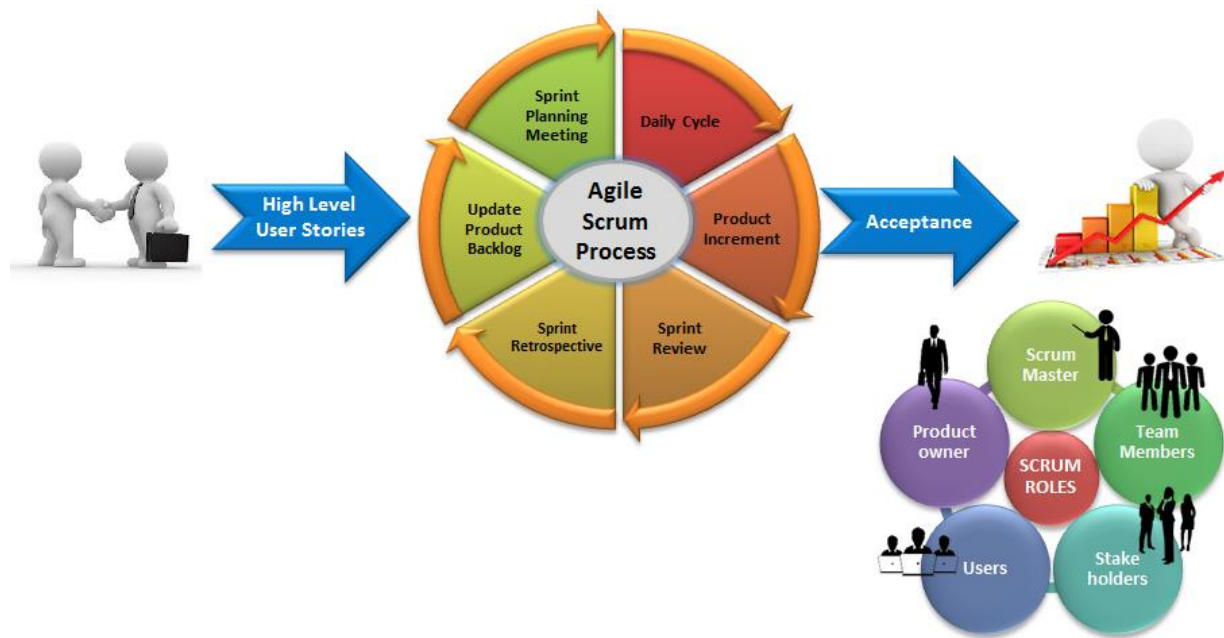 High Level
User Stories
Sprint
Planning
Meeting
Daily Cycle
Update
Product
Backlog
Agile
Scrum
Process
Product
Increment
Sprint
Retrospective
Sprint
Review
Acceptance
Scrum
Master
Product
owner
Team
Members
SCRUM
ROLES
Users
Stake
holders